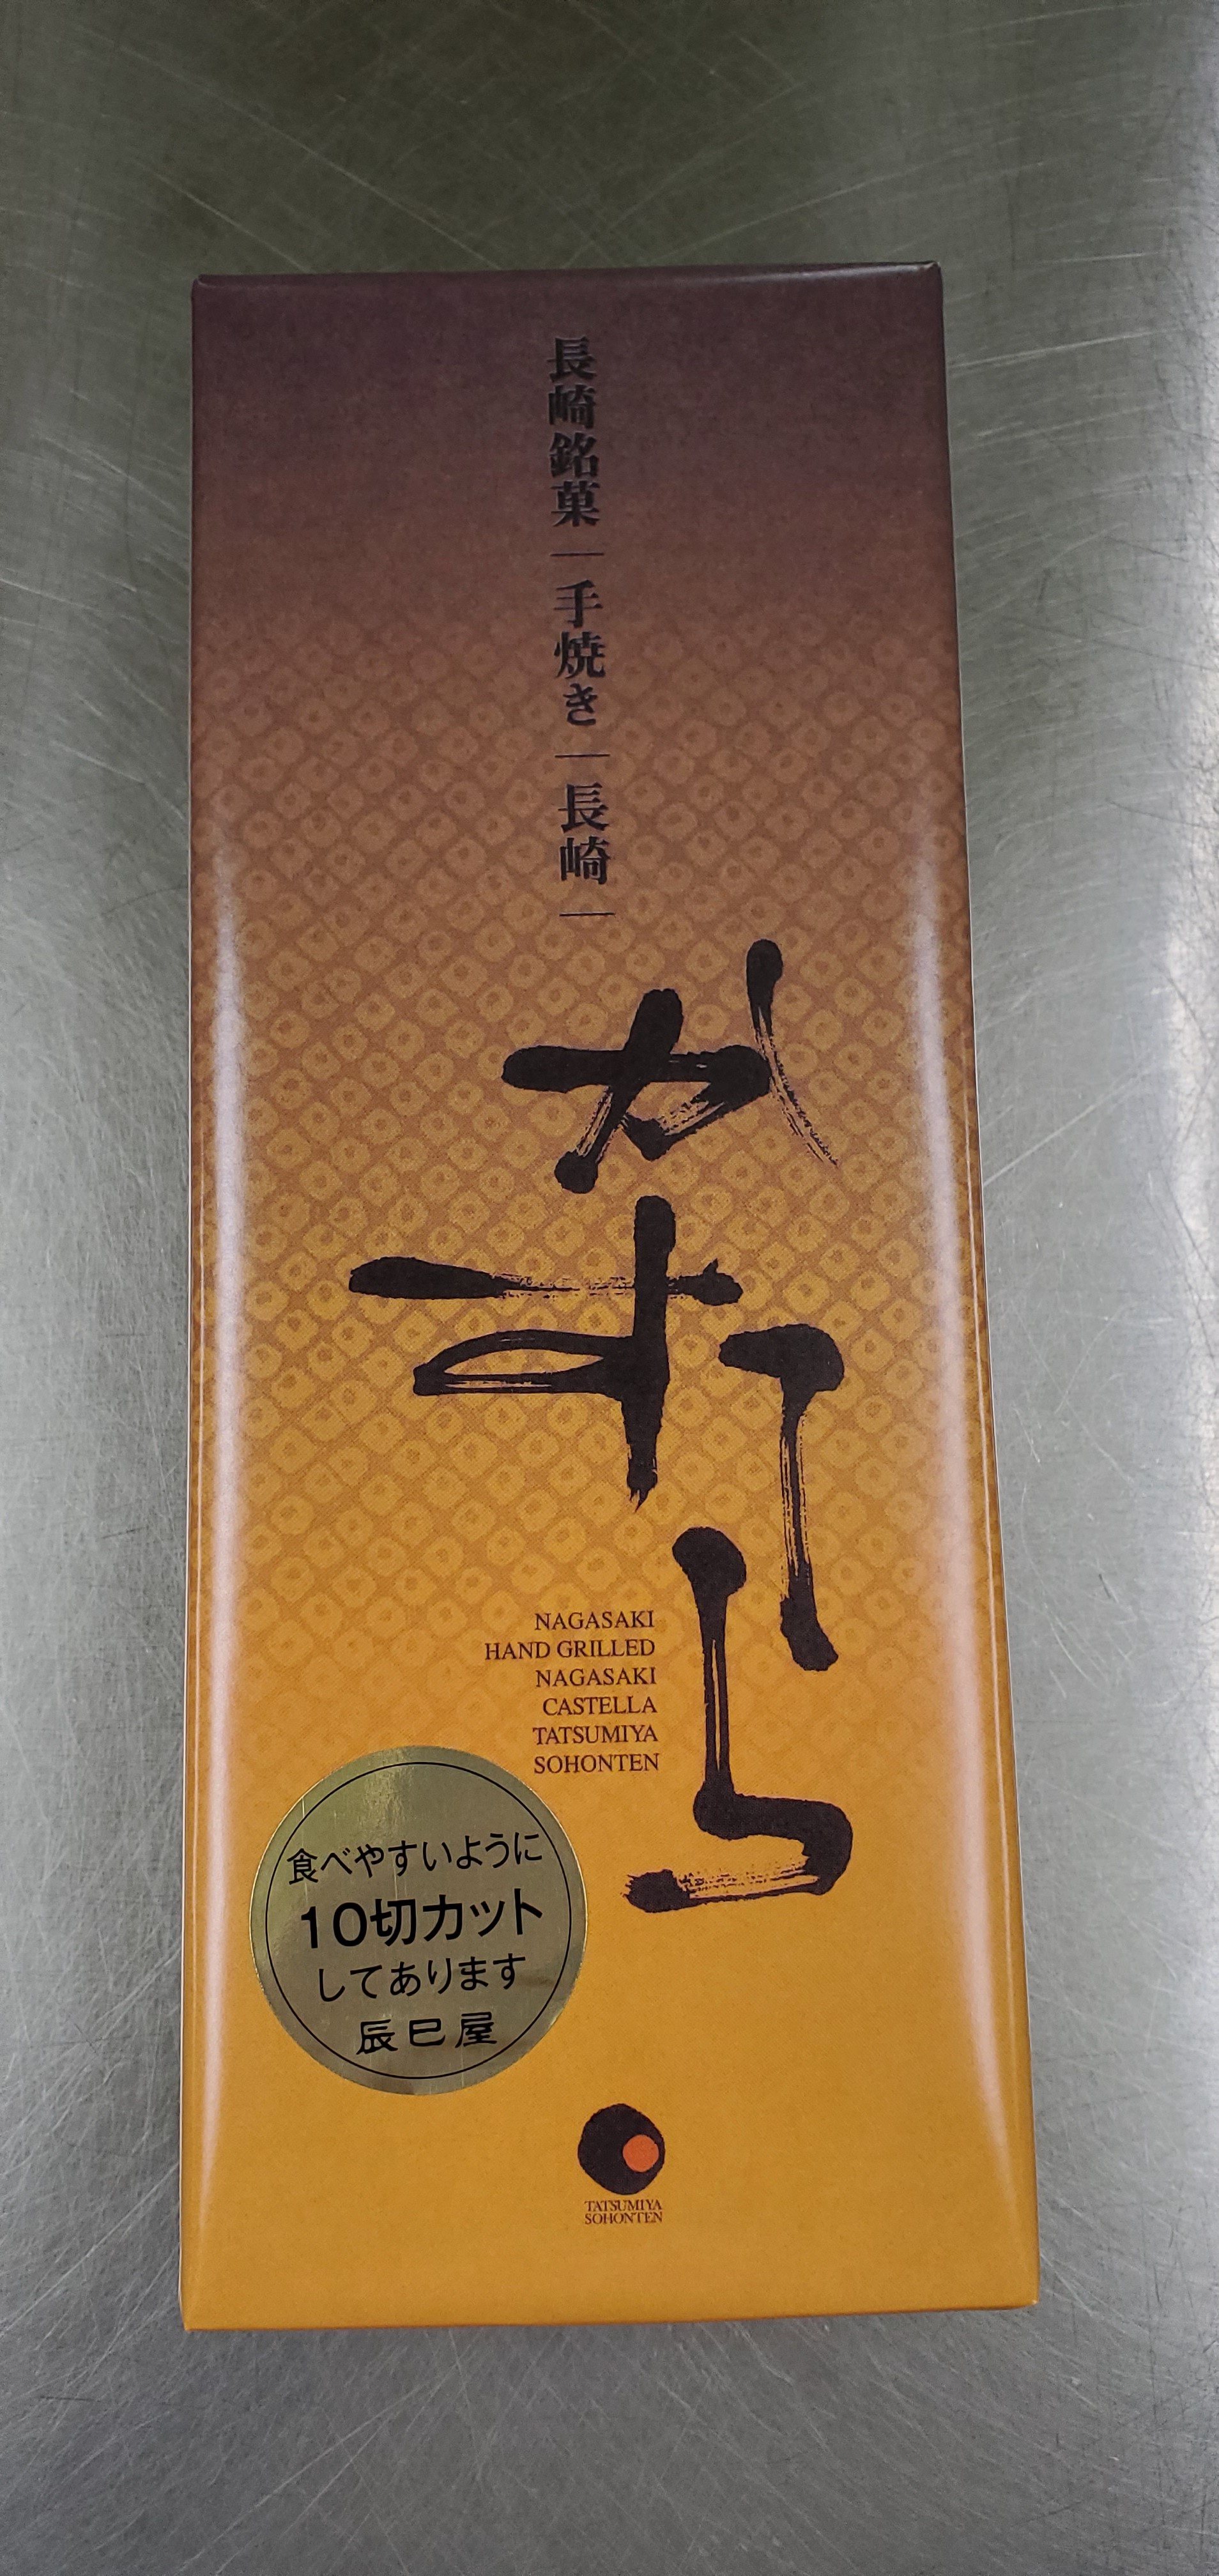 長崎銘菓｜手焼き｜長崎｜
かすてら
NAGASAKI
HAND GRILLED
NAGASAKI
CASTELLA
TATSUMIYA
SOHONTEN
食べやすいように
10切カット
してあります
辰巳屋
TATSUMIYA
SOHONTEN